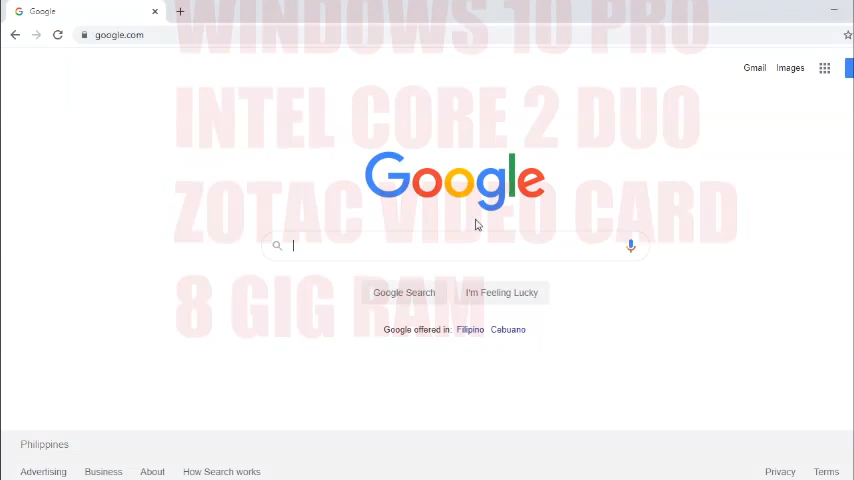 Google
google.com
WINDOWS 10 PRO
Gmail Images
INTEL CORE 2 DUO
Google
ZOTAC VIDEO CARD
Google Search I'm Feeling Lucky
8 GIG RAM
Google offered in: Filipino Cebuano
Philippines
Advertising Business About How Search works Privacy Terms